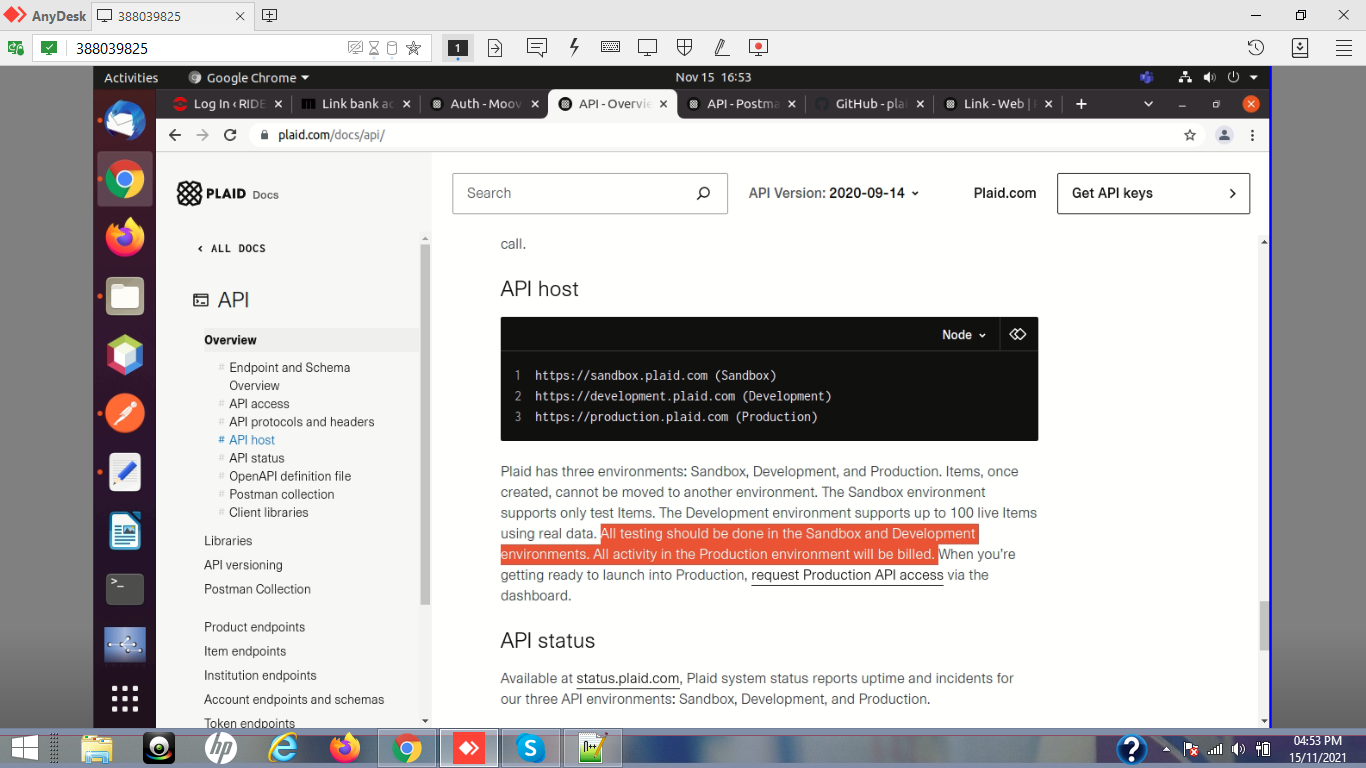 AnyDesk
388039825
388039825
1
Activities
Google Chrome
Nov 15 16:53
Log In ‹ RIDE
Link bank ac
Auth - Moov
API - Overvie
API - Postma
GitHub - plai
Link - Web |
plaid.com/docs/api/
PLAID Docs
Search
API Version: 2020-09-14
Plaid.com
Get API keys
‹ ALL DOCS
API
Overview
# Endpoint and Schema
Overview
# API access
# API protocols and headers
# API host
# API status
# OpenAPI definition file
# Postman collection
# Client libraries
Libraries
API versioning
Postman Collection
Product endpoints
Item endpoints
Institution endpoints
Account endpoints and schemas
Token endpoints
call.
API host
Node
1 https://sandbox.plaid.com (Sandbox)
2 https://development.plaid.com (Development)
3 https://production.plaid.com (Production)
Plaid has three environments: Sandbox, Development, and Production. Items, once
created, cannot be moved to another environment. The Sandbox environment
supports only test Items. The Development environment supports up to 100 live Items
using real data. All testing should be done in the Sandbox and Development
environments. All activity in the Production environment will be billed. When you're
getting ready to launch into Production, request Production API access via the
dashboard.
API status
Available at status.plaid.com, Plaid system status reports uptime and incidents for
our three API environments: Sandbox, Development, and Production.
04:53 PM
15/11/2021